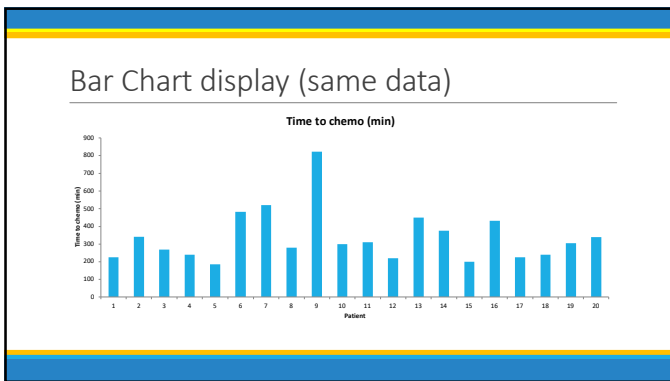 Bar Chart display (same data)
Time to chemo (min)
Time to chemo (min)
900
800
700
600
500
400
300
200
100
0
1 2 3 4 5 6 7 8 9 10 11 12 13 14 15 16 17 18 19 20
Patient